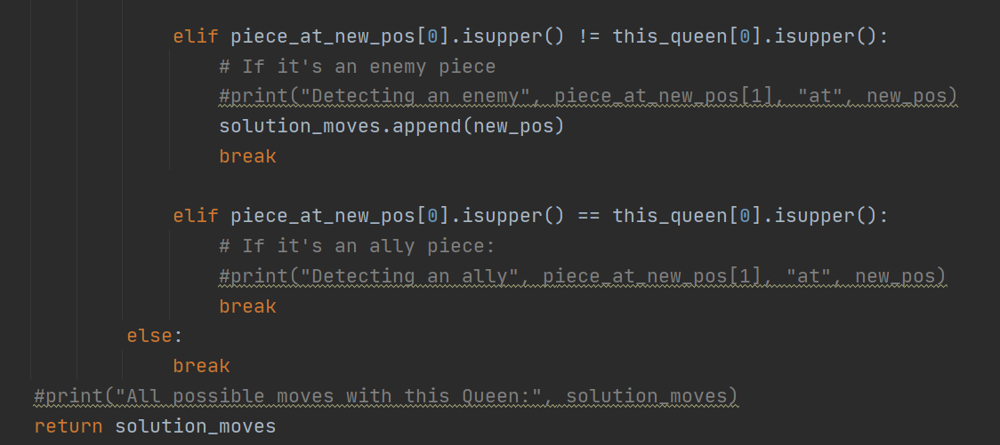 elif piece_at_new_pos[0].isupper() != this_queen[0].isupper():
# If it's an enemy piece
#print("Detecting an enemy", piece_at_new_pos[1], "at", new_pos)
solution_moves.append(new_pos)
break
elif piece_at_new_pos[0].isupper() == this_queen[0].isupper():
# If it's an ally piece:
#print("Detecting an ally", piece_at_new_pos[1], "at", new_pos)
break
else:
break
#print("All possible moves with this Queen:", solution_moves)
return solution_moves